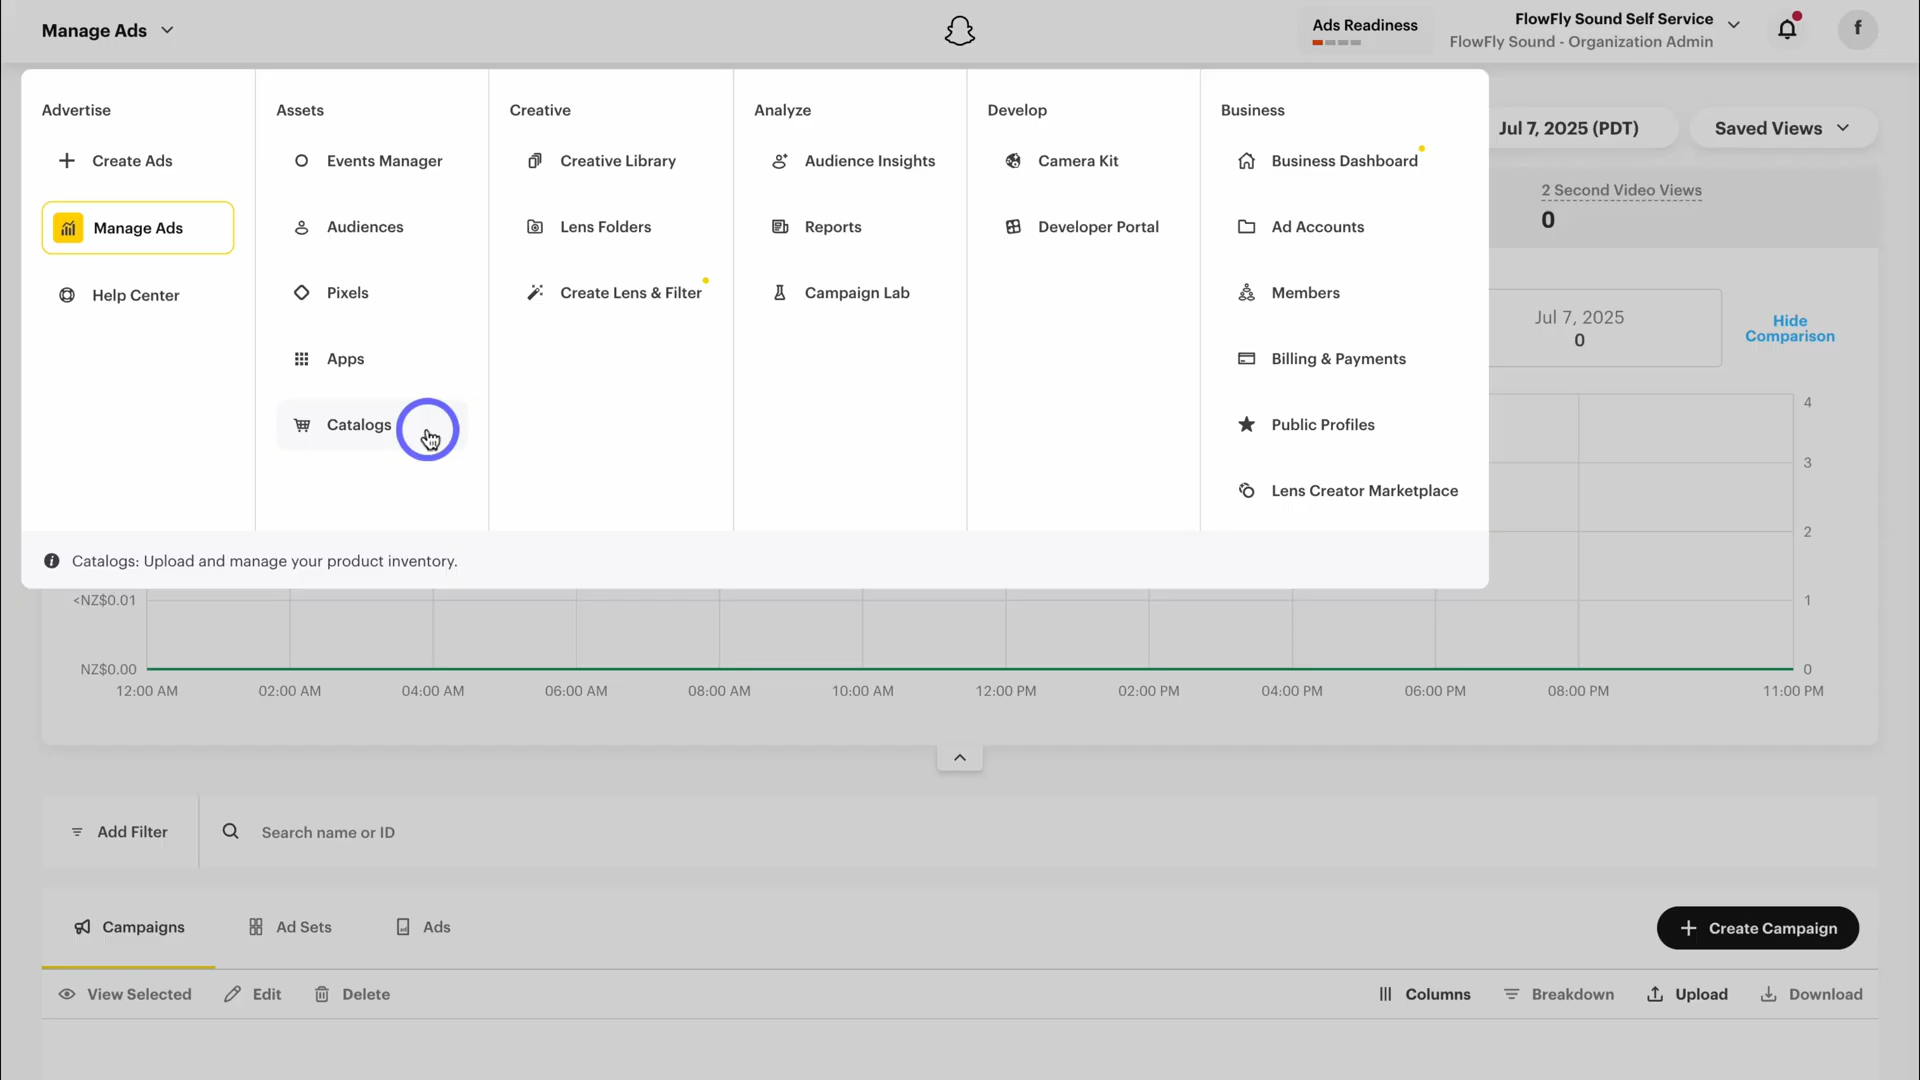 Manage Ads
Ads Readiness
FlowFly Sound Self Service
FlowFly Sound - Organization Admin
f
Advertise
Create Ads
Manage Ads
Help Center
Assets
Events Manager
Audiences
Pixels
Apps
Catalogs
Creative
Creative Library
Lens Folders
Create Lens & Filter
Analyze
Audience Insights
Reports
Campaign Lab
Develop
Camera Kit
Developer Portal
Business
Business Dashboard
Ad Accounts
Members
Billing & Payments
Public Profiles
Lens Creator Marketplace
Catalogs: Upload and manage your product inventory.
Jul 7, 2025 (PDT)
Saved Views
2 Second Video Views
0
Jul 7, 2025
0
Hide
Comparison
4
3
2
1
0
<NZ$0.01
NZ$0.00
12:00 AM
02:00 AM
04:00 AM
06:00 AM
08:00 AM
10:00 AM
12:00 PM
02:00 PM
04:00 PM
06:00 PM
08:00 PM
11:00 PM
Add Filter
Search name or ID
Campaigns
Ad Sets
Ads
Create Campaign
View Selected
Edit
Delete
Columns
Breakdown
Upload
Download